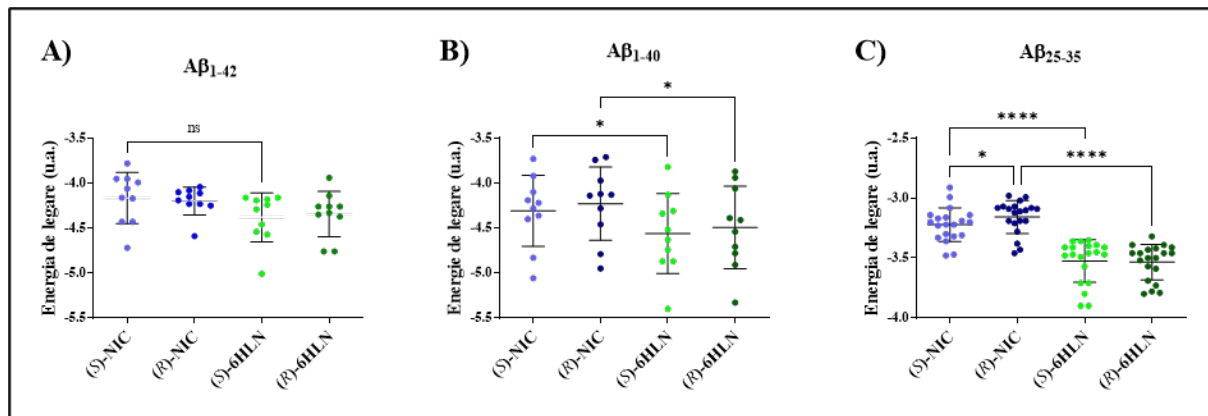 A)
Aβ1-42
ns
Energia de legare (u.a.)
-3.5
-4.0
-4.5
-5.0
-5.5
(S)-NIC
(R)-NIC
(S)-6HLN
(R)-6HLN
B)
Aβ1-40
*
*
Energie de legare (u.a.)
-3.5
-4.0
-4.5
-5.0
-5.5
(S)-NIC
(R)-NIC
(S)-6HLN
(R)-6HLN
C)
Aβ25-35
****
*
****
Energia de legare (u.a.)
-2.5
-3.0
-3.5
-4.0
(S)-NIC
(R)-NIC
(S)-6HLN
(R)-6HLN